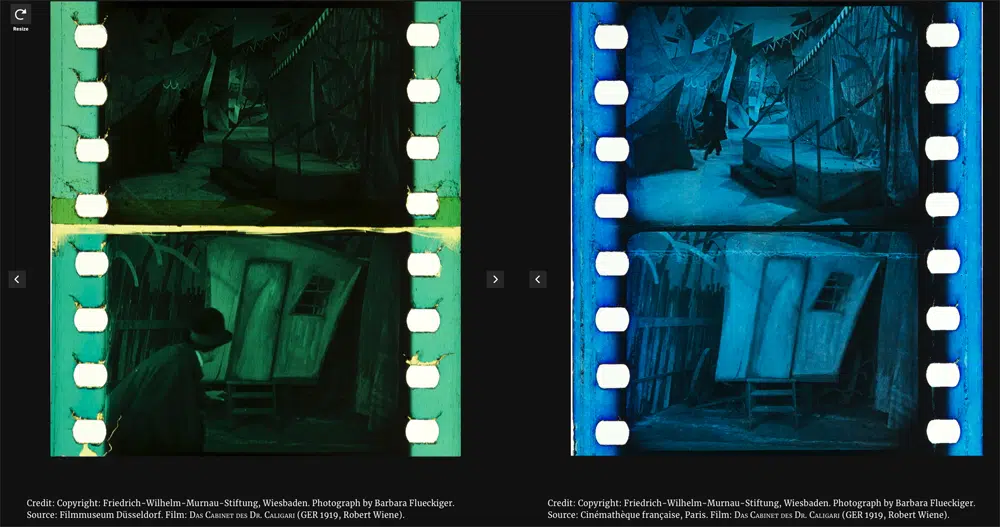 Resize
Credit: Copyright: Friedrich-Wilhelm-Murnau-Stiftung, Wiesbaden. Photograph by Barbara Flueckiger.
Source: Filmmuseum Düsseldorf. Film: Das Cabinet des Dr. Caligari (GER 1919, Robert Wiene).
Credit: Copyright: Friedrich-Wilhelm-Murnau-Stiftung, Wiesbaden. Photograph by Barbara Flueckiger.
Source: Cinémathèque française, Paris. Film: Das Cabinet des Dr. Caligari (GER 1919, Robert Wiene).